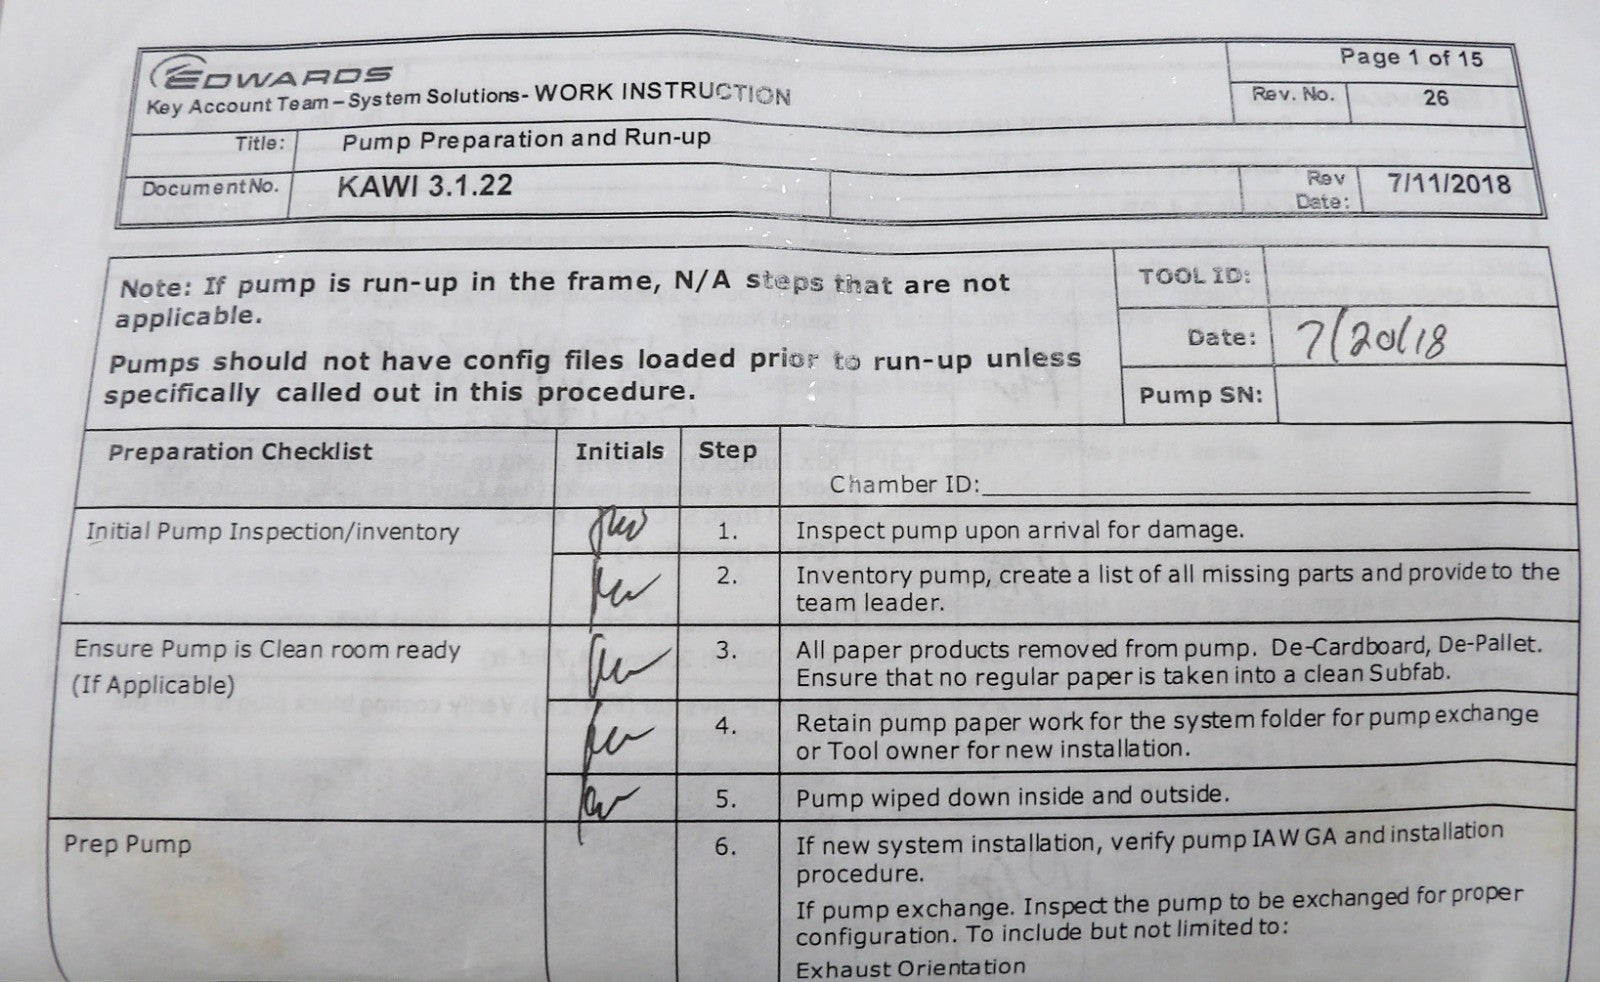 EDWARDS
Key Account Team – System Solutions- WORK INSTRUCTION
Page 1 of 15
Rev. No. 26
Title: Pump Preparation and Run-up
Document No. KAWI 3.1.22
Rev Date: 7/11/2018
Note: If pump is run-up in the frame, N/A steps that are not
applicable.
Pumps should not have config files loaded prior to run-up unless
specifically called out in this procedure.
TOOL ID:
Date: 7/20/18
Pump SN:
Preparation Checklist Initials Step
Chamber ID:
Initial Pump Inspection/inventory 1. Inspect pump upon arrival for damage.
2. Inventory pump, create a list of all missing parts and provide to the
team leader.
Ensure Pump is Clean room ready
(If Applicable)
3. All paper products removed from pump. De-Cardboard, De-Pallet.
Ensure that no regular paper is taken into a clean Subfab.
4. Retain pump paper work for the system folder for pump exchange
or Tool owner for new installation.
5. Pump wiped down inside and outside.
Prep Pump 6. If new system installation, verify pump IAW GA and installation
procedure.
If pump exchange. Inspect the pump to be exchanged for proper
configuration. To include but not limited to:
Exhaust Orientation